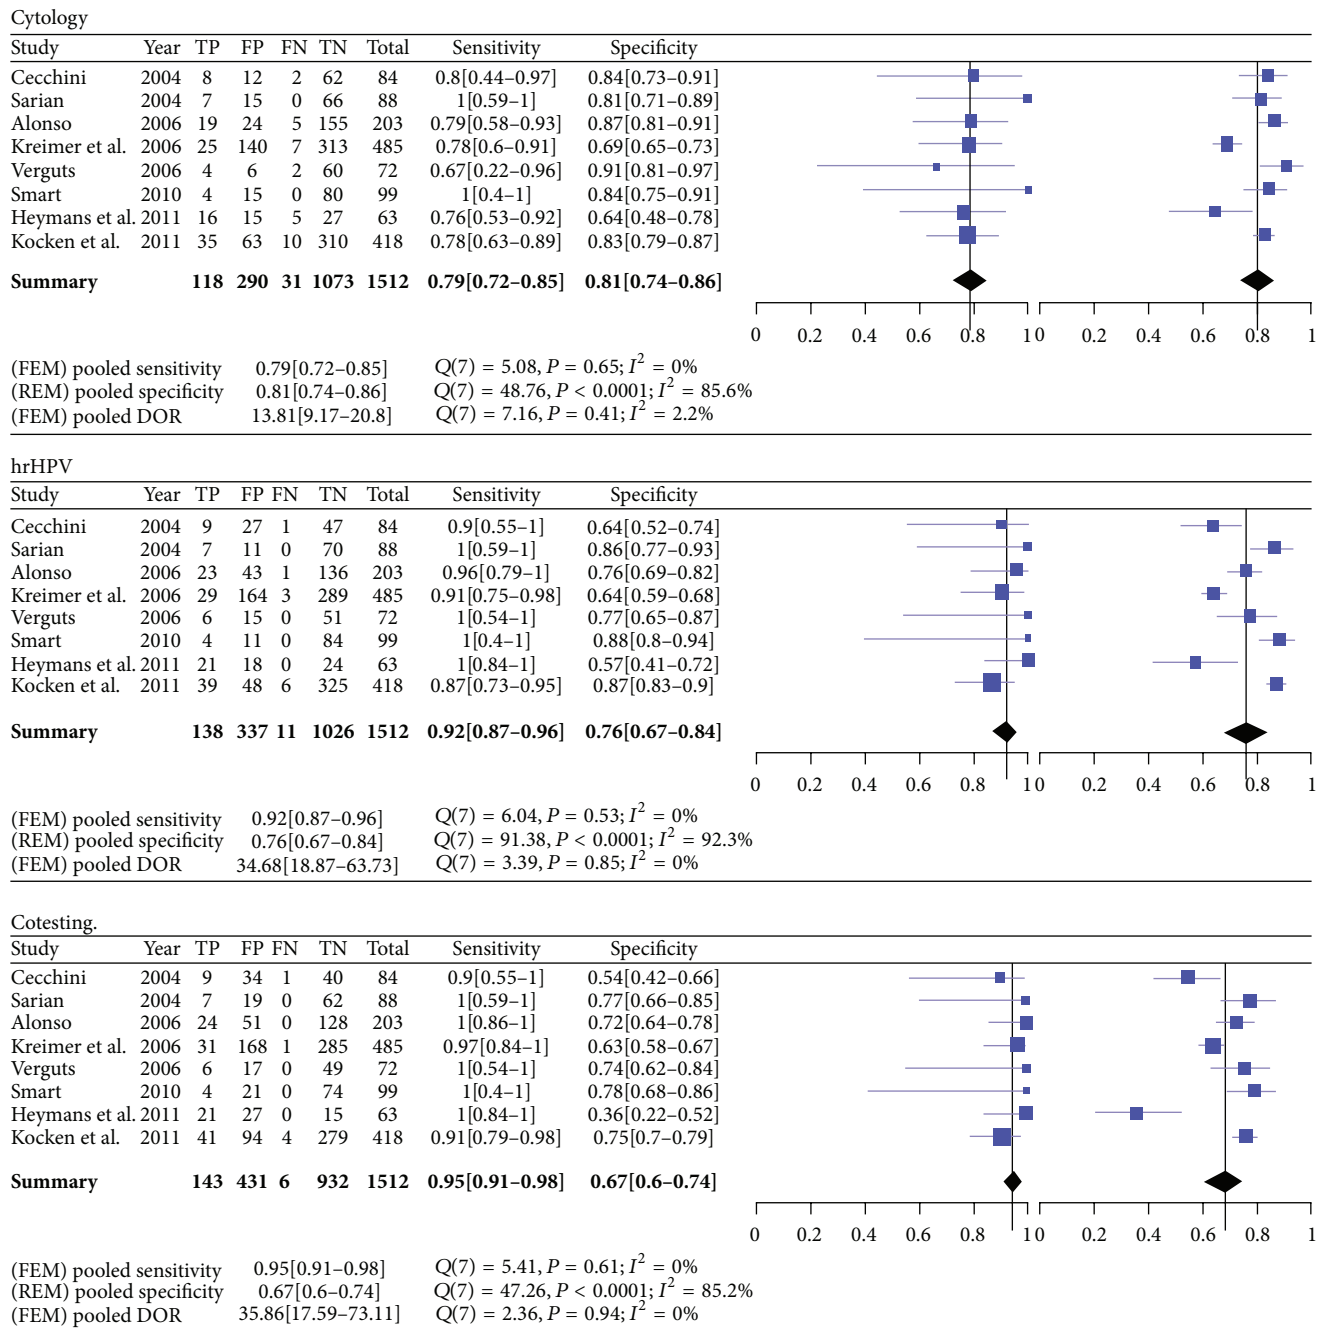 Cytology
Study Year TP FP FN TN Total Sensitivity Specificity
Cecchini 2004 8 12 2 62 84 0.8[0.44–0.97] 0.84[0.73–0.91]
Sarian 2004 7 15 0 66 88 1[0.59–1] 0.81[0.71–0.89]
Alonso 2006 19 24 5 155 203 0.79[0.58–0.93] 0.87[0.81–0.91]
Kreimer et al. 2006 25 140 7 313 485 0.78[0.6–0.91] 0.69[0.65–0.73]
Verguts 2006 4 6 2 60 72 0.67[0.22–0.96] 0.91[0.81–0.97]
Smart 2010 4 15 0 80 99 1[0.4–1] 0.84[0.75–0.91]
Heymans et al. 2011 16 15 5 27 63 0.76[0.53–0.92] 0.64[0.48–0.78]
Kocken et al. 2011 35 63 10 310 418 0.78[0.63–0.89] 0.83[0.79–0.87]
Summary 118 290 31 1073 1512 0.79[0.72–0.85] 0.81[0.74–0.86]
0 0.2 0.4 0.6 0.8 1 0 0.2 0.4 0.6 0.8 1
(FEM) pooled sensitivity 0.79[0.72–0.85] Q(7) = 5.08, P = 0.65; I² = 0%
(REM) pooled specificity 0.81[0.74–0.86] Q(7) = 48.76, P < 0.0001; I² = 85.6%
(FEM) pooled DOR 13.81[9.17–20.8] Q(7) = 7.16, P = 0.41; I² = 2.2%
hrHPV
Study Year TP FP FN TN Total Sensitivity Specificity
Cecchini 2004 9 27 1 47 84 0.9[0.55–1] 0.64[0.52–0.74]
Sarian 2004 7 11 0 70 88 1[0.59–1] 0.86[0.77–0.93]
Alonso 2006 23 43 1 136 203 0.96[0.79–1] 0.76[0.69–0.82]
Kreimer et al. 2006 29 164 3 289 485 0.91[0.75–0.98] 0.64[0.59–0.68]
Verguts 2006 6 15 0 51 72 1[0.54–1] 0.77[0.65–0.87]
Smart 2010 4 11 0 84 99 1[0.4–1] 0.88[0.8–0.94]
Heymans et al. 2011 21 18 0 24 63 1[0.84–1] 0.57[0.41–0.72]
Kocken et al. 2011 39 48 6 325 418 0.87[0.73–0.95] 0.87[0.83–0.9]
Summary 138 337 11 1026 1512 0.92[0.87–0.96] 0.76[0.67–0.84]
0 0.2 0.4 0.6 0.8 1 0 0.2 0.4 0.6 0.8 1
(FEM) pooled sensitivity 0.92[0.87–0.96] Q(7) = 6.04, P = 0.53; I² = 0%
(REM) pooled specificity 0.76[0.67–0.84] Q(7) = 91.38, P < 0.0001; I² = 92.3%
(FEM) pooled DOR 34.68[18.87–63.73] Q(7) = 3.39, P = 0.85; I² = 0%
Cotesting.
Study Year TP FP FN TN Total Sensitivity Specificity
Cecchini 2004 9 34 1 40 84 0.9[0.55–1] 0.54[0.42–0.66]
Sarian 2004 7 19 0 62 88 1[0.59–1] 0.77[0.66–0.85]
Alonso 2006 24 51 0 128 203 1[0.86–1] 0.72[0.64–0.78]
Kreimer et al. 2006 31 168 1 285 485 0.97[0.84–1] 0.63[0.58–0.67]
Verguts 2006 6 17 0 49 72 1[0.54–1] 0.74[0.62–0.84]
Smart 2010 4 21 0 74 99 1[0.4–1] 0.78[0.68–0.86]
Heymans et al. 2011 21 27 0 15 63 1[0.84–1] 0.36[0.22–0.52]
Kocken et al. 2011 41 94 4 279 418 0.91[0.79–0.98] 0.75[0.7–0.79]
Summary 143 431 6 932 1512 0.95[0.91–0.98] 0.67[0.6–0.74]
0 0.2 0.4 0.6 0.8 1 0 0.2 0.4 0.6 0.8 1
(FEM) pooled sensitivity 0.95[0.91–0.98] Q(7) = 5.41, P = 0.61; I² = 0%
(REM) pooled specificity 0.67[0.6–0.74] Q(7) = 47.26, P < 0.0001; I² = 85.2%
(FEM) pooled DOR 35.86[17.59–73.11] Q(7) = 2.36, P = 0.94; I² = 0%